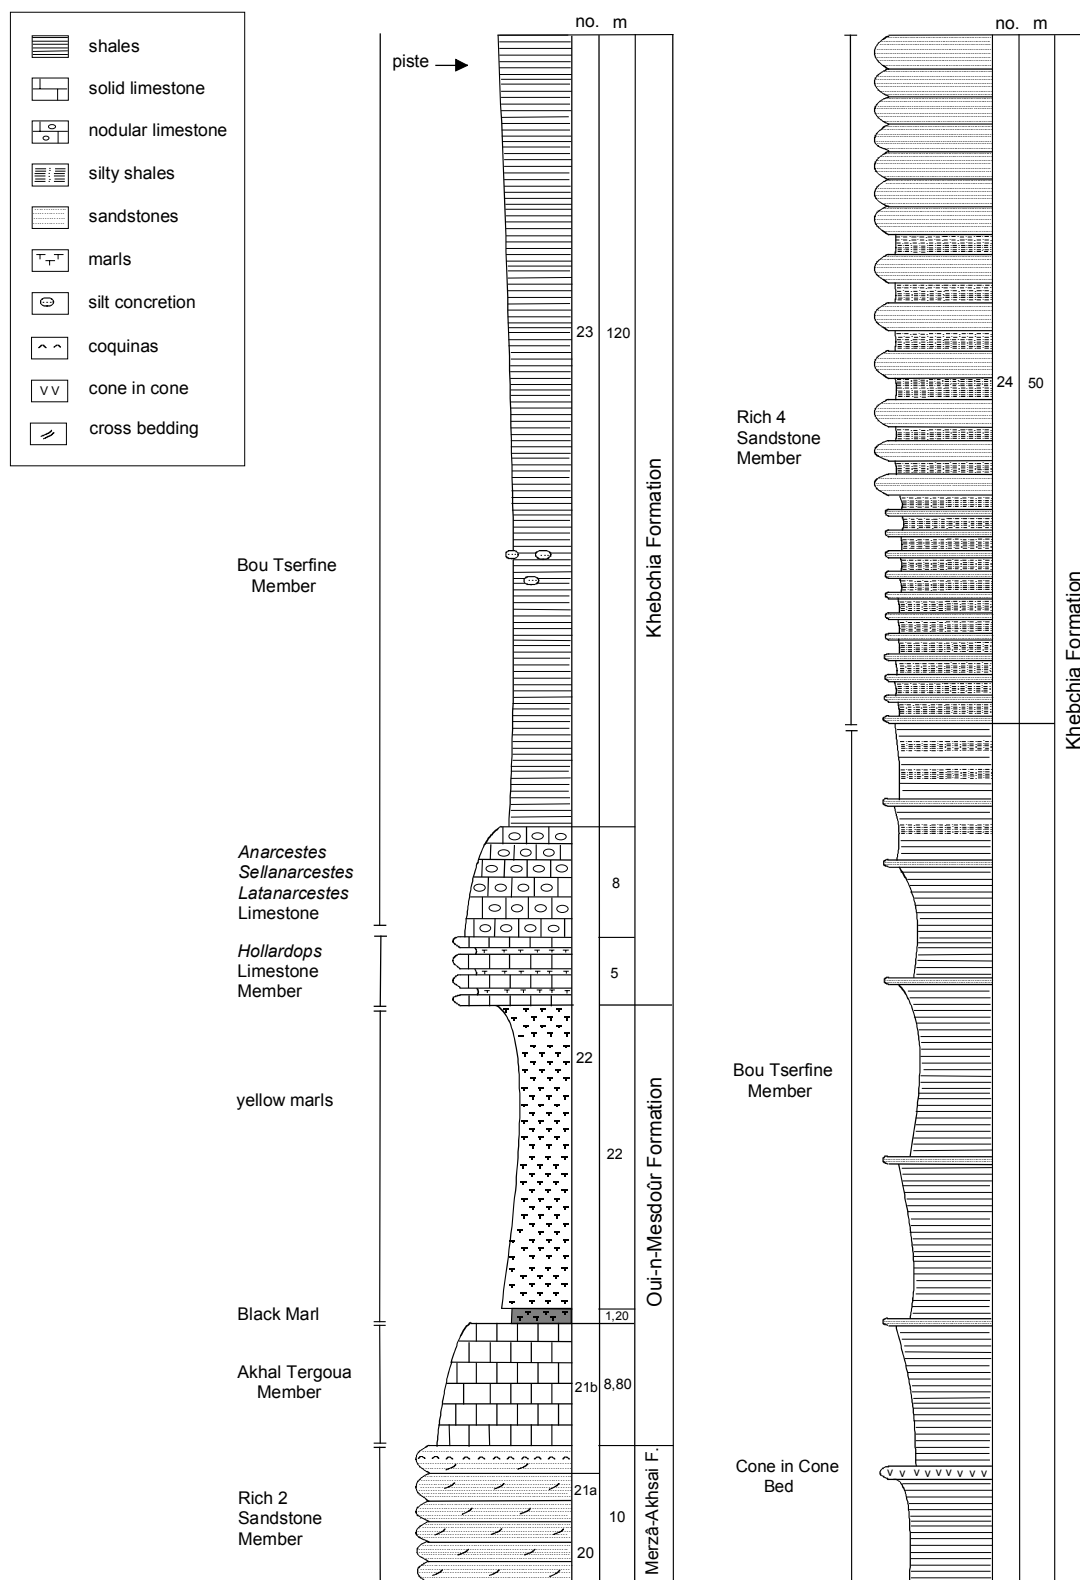 shales
solid limestone
nodular limestone
silty shales
sandstones
marls
silt concretion
coquinas
cone in cone
cross bedding
no. m
piste
23 120
Bou Tserfine
Member
Khebchia Formation
Anarcestes
Sellanarcestes
Latanarcestes
Limestone
8
Hollardops
Limestone
Member
5
22
yellow marls
22
Oui-n-Mesdoûr Formation
Black Marl
1,20
Akhal Tergoua
Member
21b 8,80
Rich 2
Sandstone
Member
21a
10
20
Merzâ-Akhsai F.
no. m
24 50
Rich 4
Sandstone
Member
Khebchia Formation
Bou Tserfine
Member
Cone in Cone
Bed